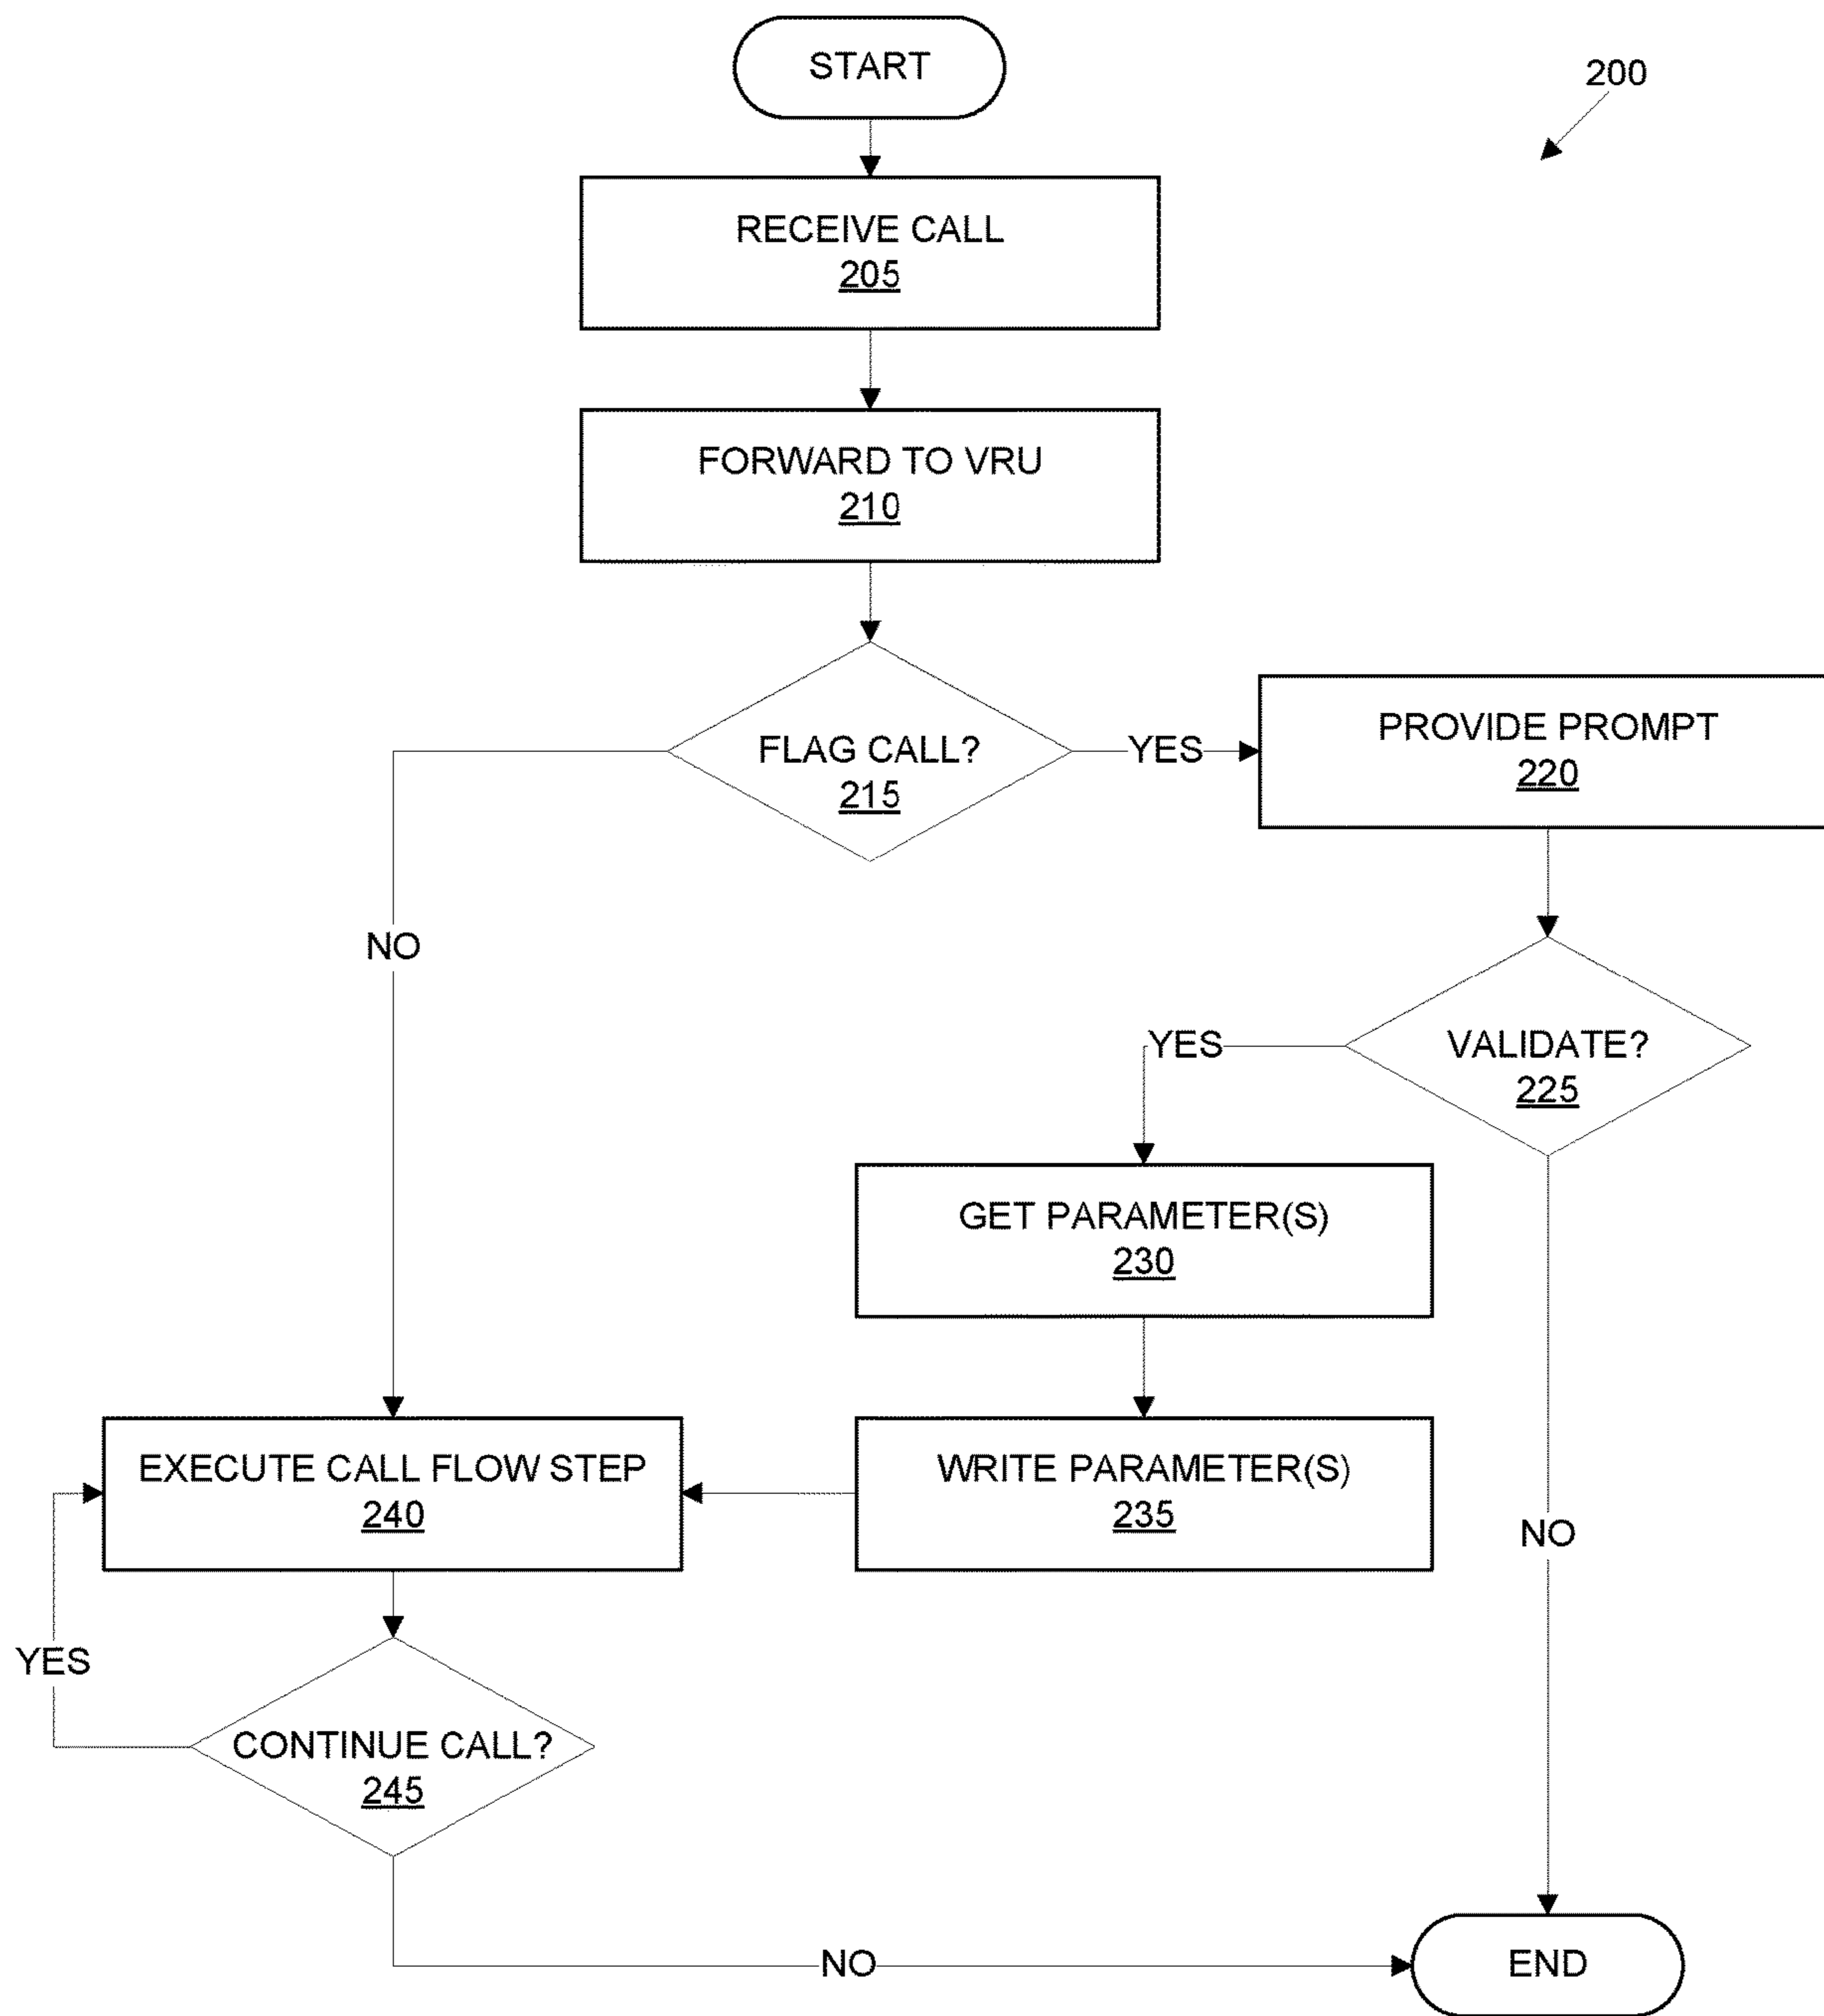 START
200
RECEIVE CALL
205
FORWARD TO VRU
210
FLAG CALL?
215
YES
PROVIDE PROMPT
220
NO
YES
VALIDATE?
225
GET PARAMETER(S)
230
EXECUTE CALL FLOW STEP
240
WRITE PARAMETER(S)
235
NO
YES
CONTINUE CALL?
245
NO
END